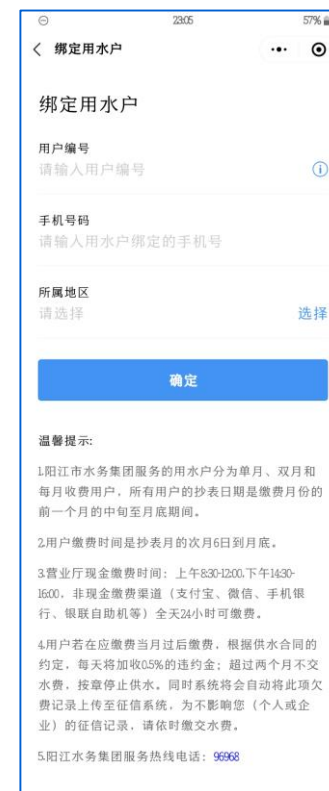 23:05
57%
绑定用水户
绑定用水户
用户编号
请输入用户编号
手机号码
请输入用水户绑定的手机号
所属地区
请选择
选择
确定
温馨提示:
1.阳江市水务集团服务的用水户分为单月、双月和
每月收费用户，所有用户的抄表日期是缴费月份的
前一个月的中旬至月底期间。
2.用户缴费时间是抄表月的次月6日到月底。
3.营业厅现金缴费时间：上午8:30-12:00,下午14:30-
16:00，非现金缴费渠道（支付宝、微信、手机银
行、银联自助机等）全天24小时可缴费。
4.用户若在应缴费当月过后缴费，根据供水合同的
约定，每天将加收0.5%的违约金；超过两个月不交
水费，按章停止供水。同时系统将会自动将此项欠
费记录上传至征信系统，为不影响您（个人或企
业）的征信记录，请依时缴交水费。
5.阳江水务集团服务热线电话：96968